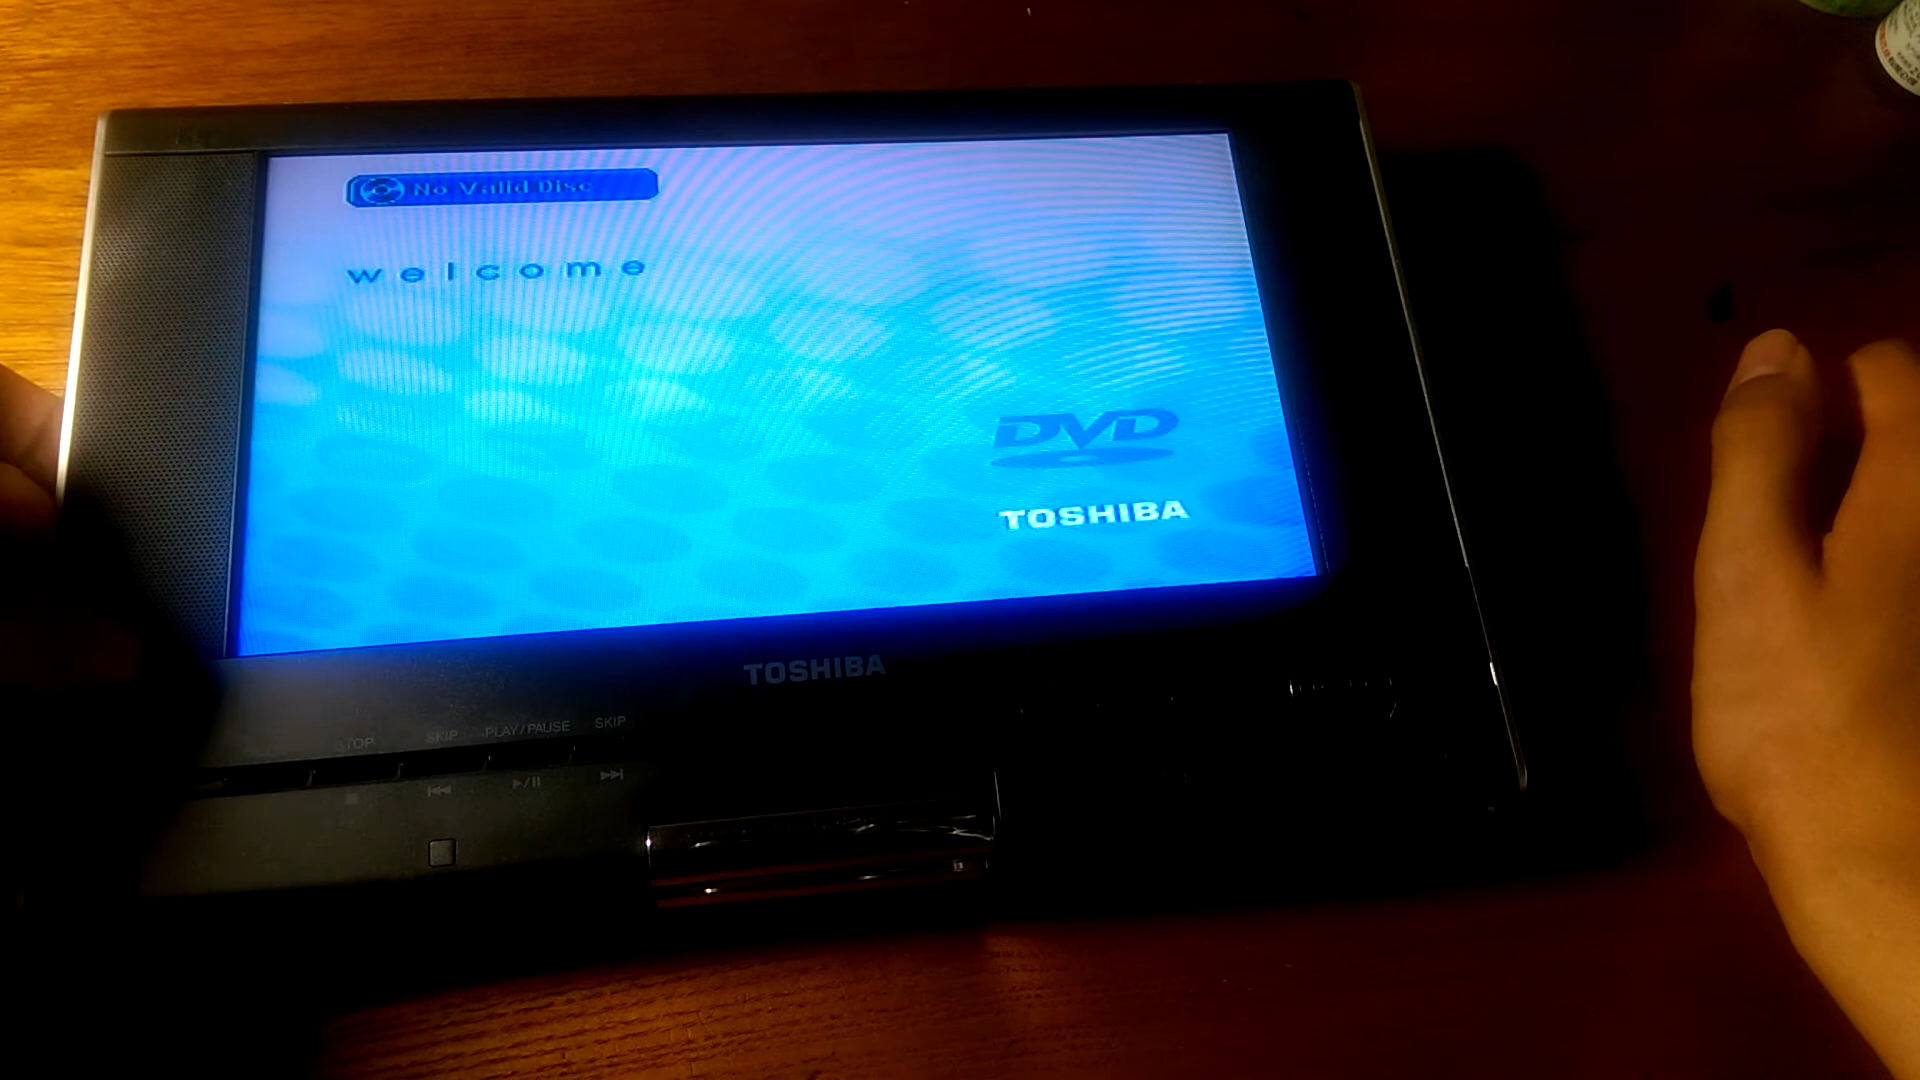 No Valid Disc
welcome
DVD
TOSHIBA
TOSHIBA
STOP
SKIP
PLAY/PAUSE
SKIP